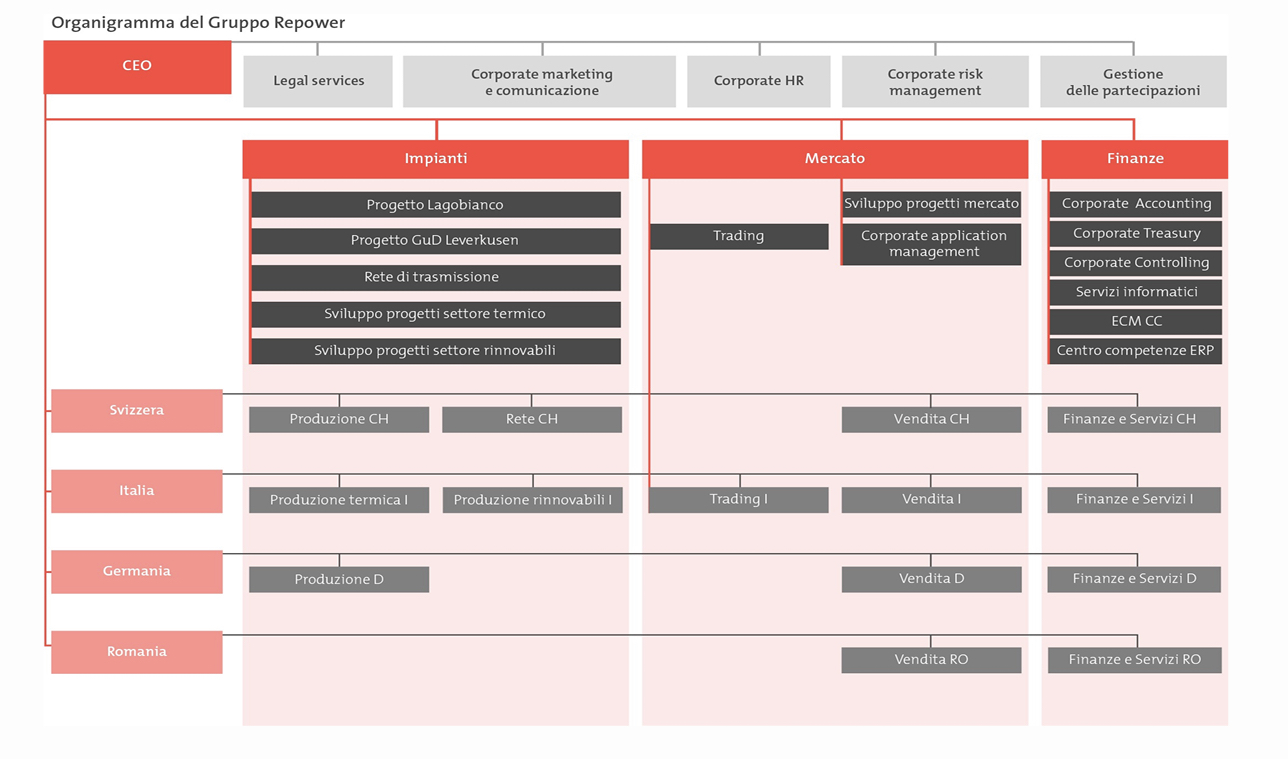 Organigramma del Gruppo Repower
CEO
Legal services
Corporate marketing
e comunicazione
Corporate HR
Corporate risk
management
Gestione
delle partecipazioni
Impianti
Mercato
Finanze
Progetto Lagobianco
Progetto GuD Leverkusen
Rete di trasmissione
Sviluppo progetti settore termico
Sviluppo progetti settore rinnovabili
Trading
Sviluppo progetti mercato
Corporate application
management
Corporate Accounting
Corporate Treasury
Corporate Controlling
Servizi informatici
ECM CC
Centro competenze ERP
Svizzera
Produzione CH
Rete CH
Vendita CH
Finanze e Servizi CH
Italia
Produzione termica I
Produzione rinnovabili I
Trading I
Vendita I
Finanze e Servizi I
Germania
Produzione D
Vendita D
Finanze e Servizi D
Romania
Vendita RO
Finanze e Servizi RO